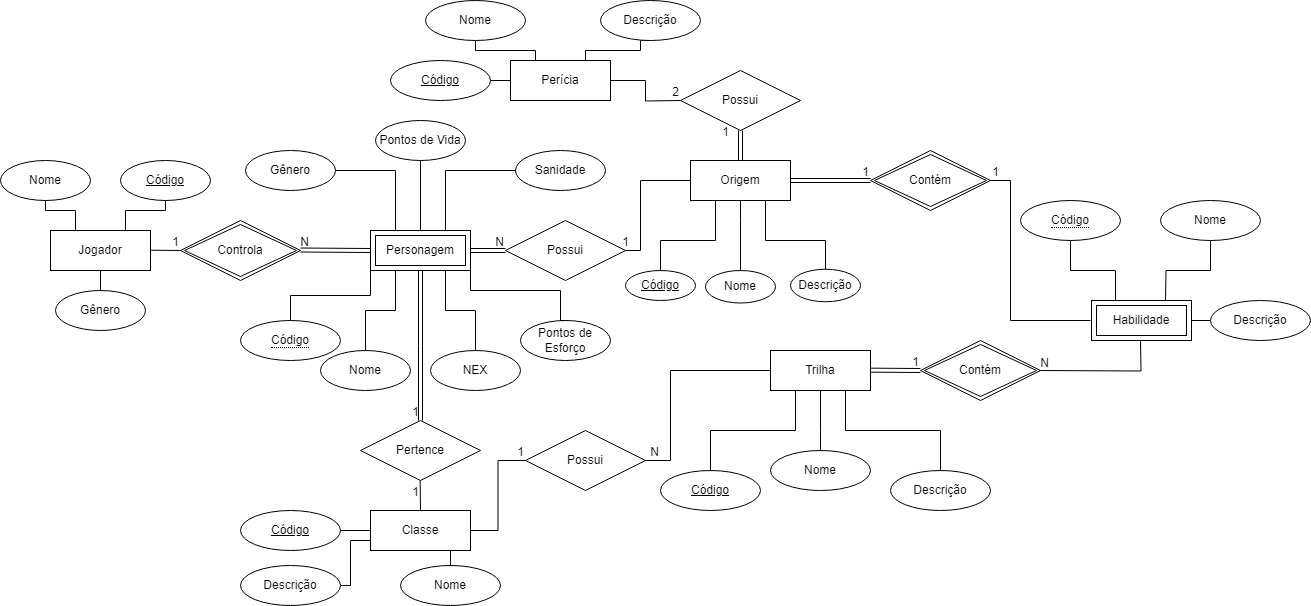 Nome
Descrição
Código
Perícia
2
Possui
1
Pontos de Vida
Gênero
Sanidade
Nome
Código
Origem
1
Contém
1
Código
Nome
Jogador
1
Controla
N
Personagem
N
Possui
1
Código
Nome
Descrição
Gênero
Habilidade
Descrição
Código
Pontos de
Esforço
Nome
NEX
Trilha
1
Contém
N
1
Pertence
1
1
Possui
N
Código
Nome
Descrição
Código
Classe
Descrição
Nome